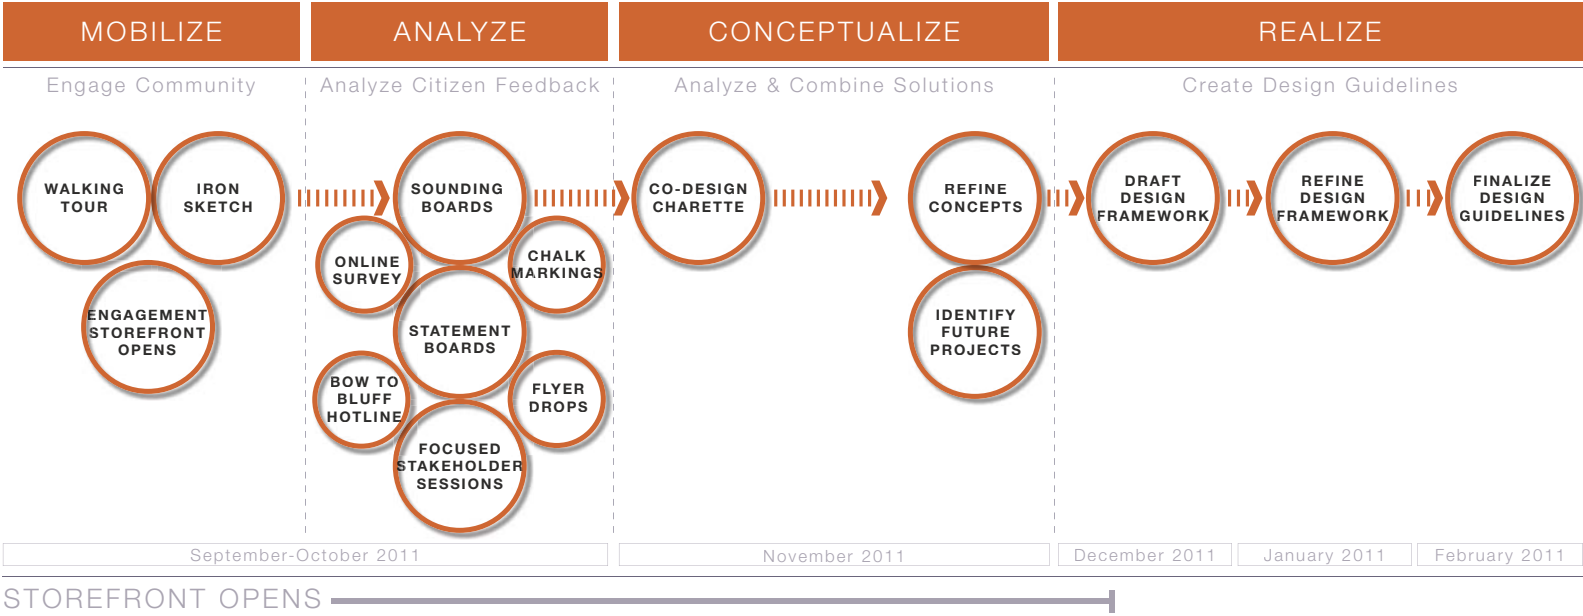 MOBILIZE
ANALYZE
CONCEPTUALIZE
REALIZE
Engage Community
Analyze Citizen Feedback
Analyze & Combine Solutions
Create Design Guidelines
WALKING
TOUR
IRON
SKETCH
ENGAGEMENT
STOREFRONT
OPENS
SOUNDING
BOARDS
ONLINE
SURVEY
CHALK
MARKINGS
STATEMENT
BOARDS
BOW TO
BLUFF
HOTLINE
FLYER
DROPS
FOCUSED
STAKEHOLDER
SESSIONS
CO-DESIGN
CHARETTE
REFINE
CONCEPTS
IDENTIFY
FUTURE
PROJECTS
DRAFT
DESIGN
FRAMEWORK
REFINE
DESIGN
FRAMEWORK
FINALIZE
DESIGN
GUIDELINES
September-October 2011
November 2011
December 2011
January 2011
February 2011
STOREFRONT OPENS